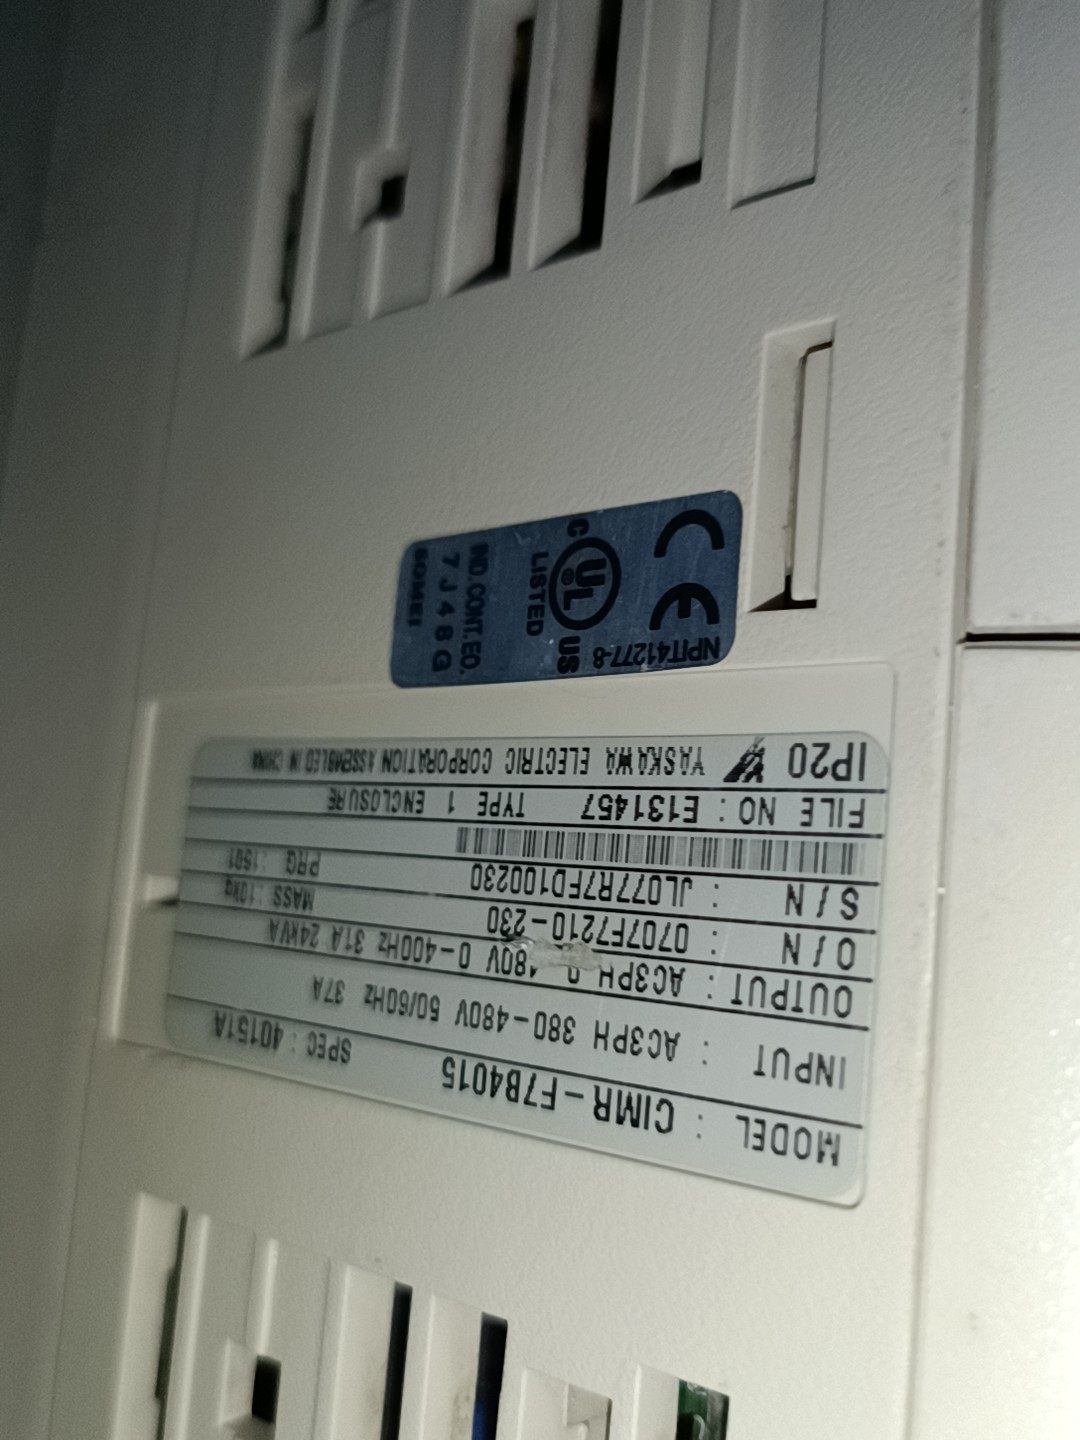 MODEL : CIMR-F7B4015 SPEC : 40151A
INPUT : AC3PH 380-480V 50/60Hz 37A
OUTPUT : AC3PH 0 480V 0-400Hz 31A 24kVA
O/N : 0707F7210-230 MASS : 10kg
S/N : JL077R7FD100230 PRG : 1501
FILE NO : E131457 TYPE 1 ENCLOSURE
IP20 YASKAWA ELECTRIC CORPORATION ASSEMBLED IN CHINA
NPIT41277-8
CE
C UL US
LISTED
IND.CONT.EQ.
7J48G